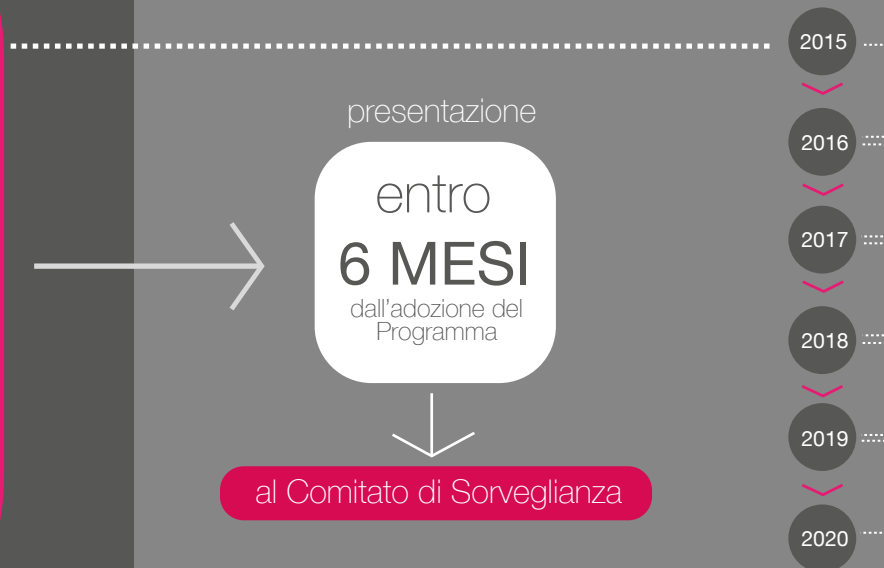 presentazione
entro
6 MESI
dall'adozione del
Programma
al Comitato di Sorveglianza
2015
2016
2017
2018
2019
2020